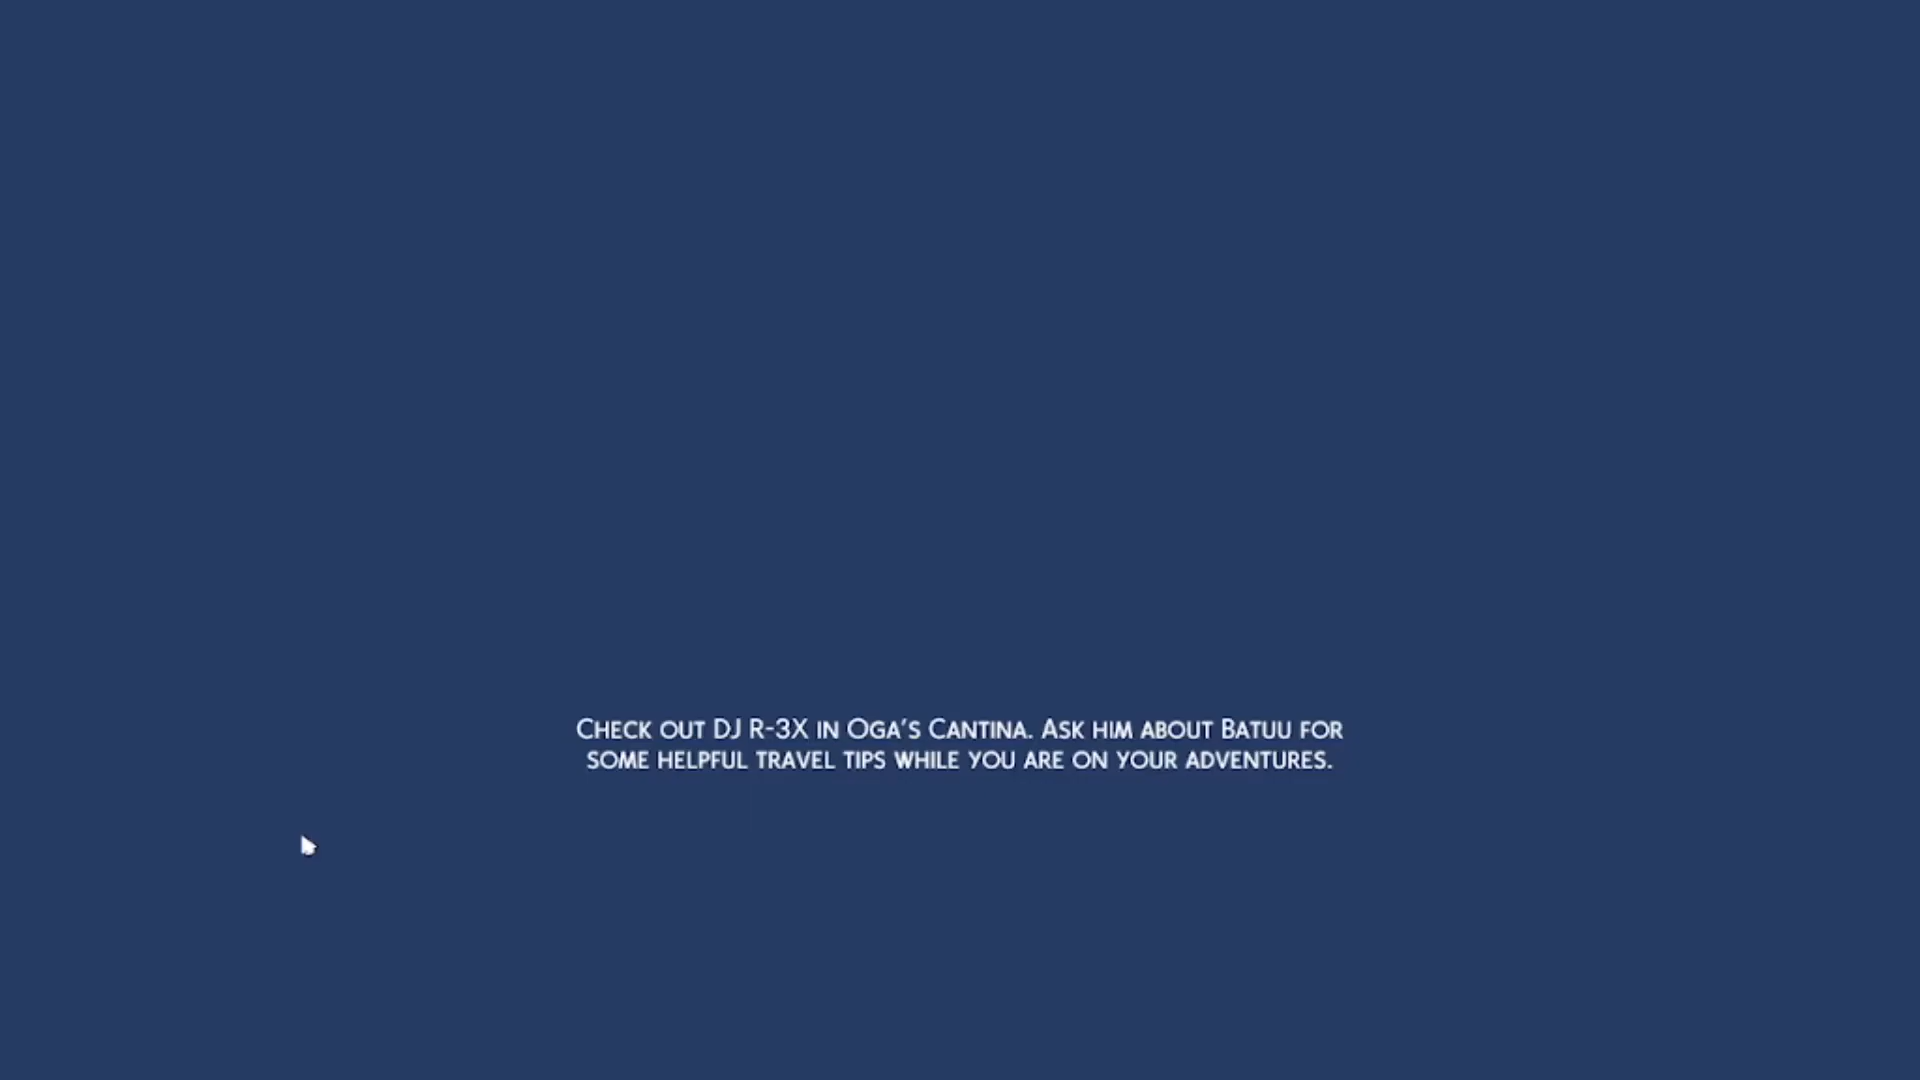 Check out DJ R-3X in Oga's Cantina. Ask him about Batuu for
some helpful travel tips while you are on your adventures.